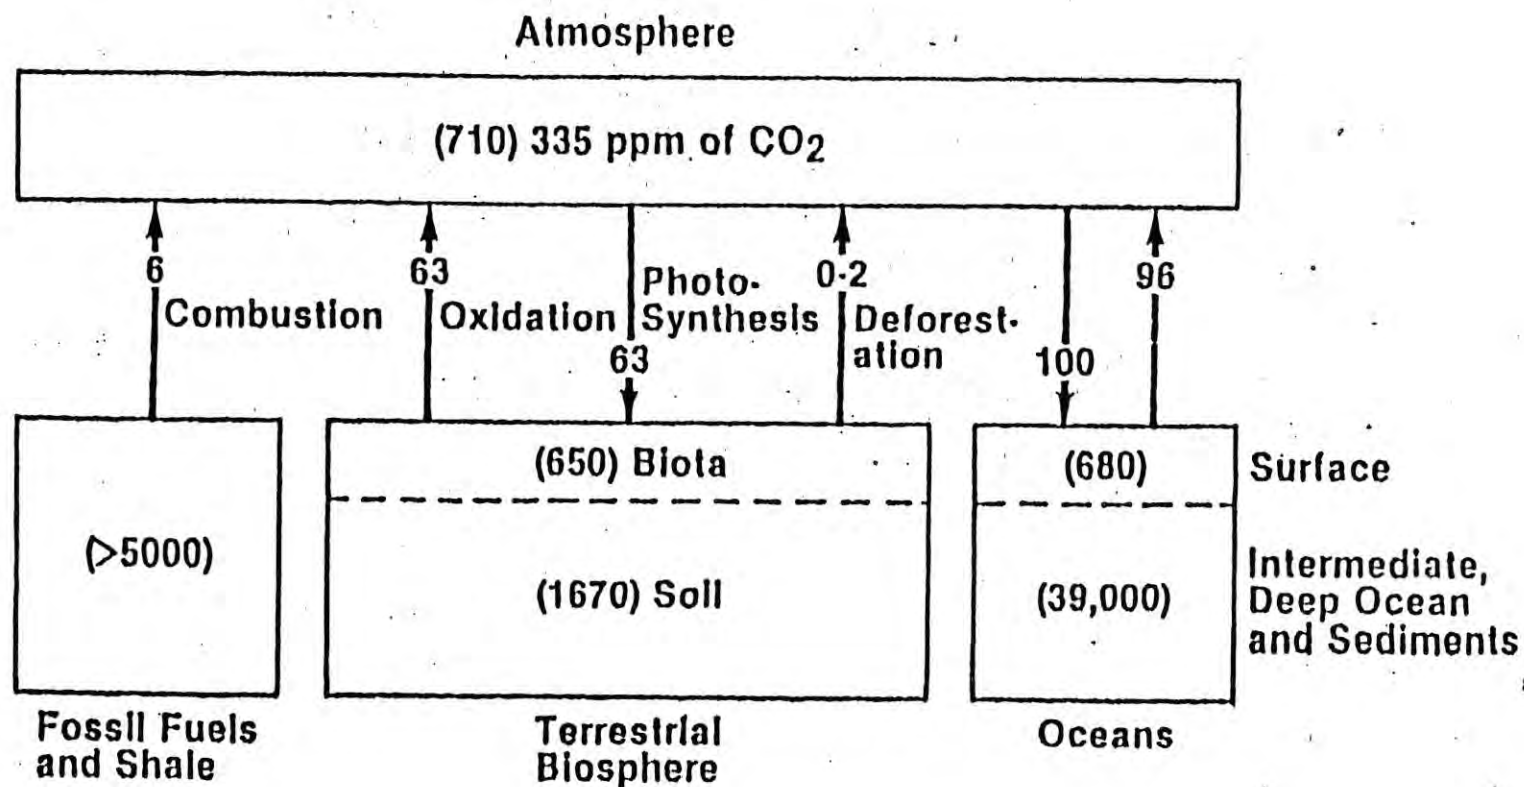 Atmosphere
(710) 335 ppm of CO2
6
Combustion
63
Oxidation
Photo-
Synthesis
63
0-2
Deforest-
ation
100
96
(>5000)
Fossil Fuels
and Shale
(650) Biota
(1670) Soil
Terrestrial
Biosphere
(680)
(39,000)
Oceans
Surface
Intermediate,
Deep Ocean
and Sediments